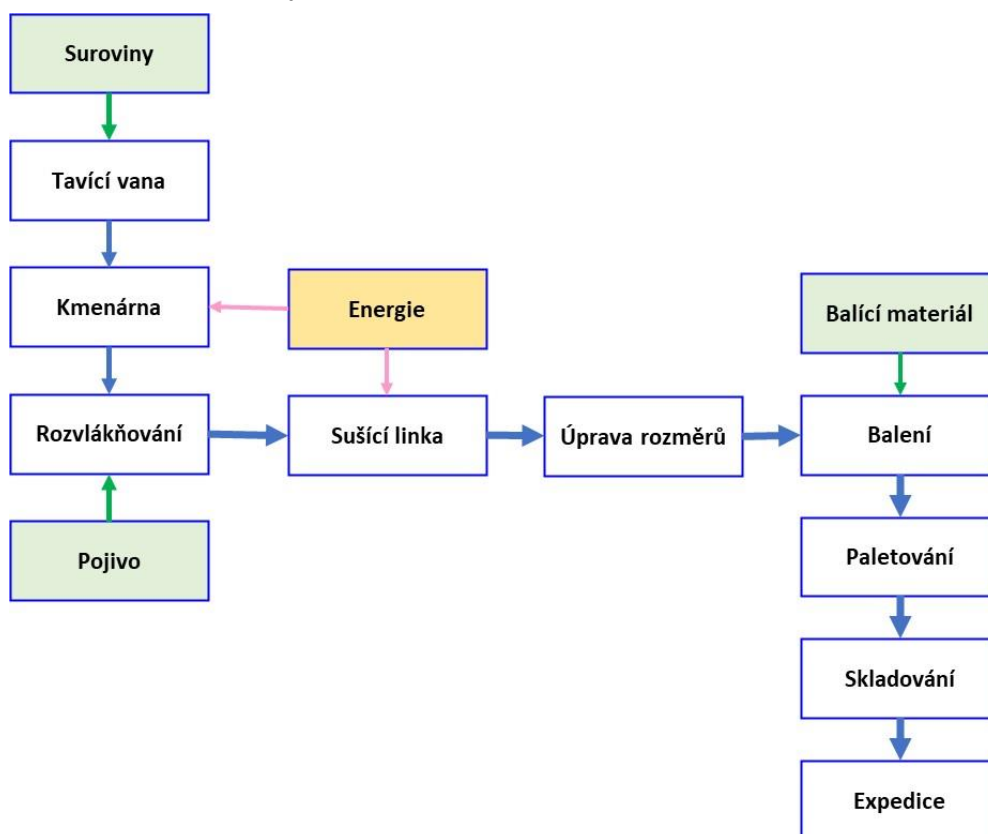 Suroviny
Tavící vana
Kmenárna
Energie
Balící materiál
Rozvlákňování
Sušící linka
Úprava rozměrů
Balení
Pojivo
Paletování
Skladování
Expedice